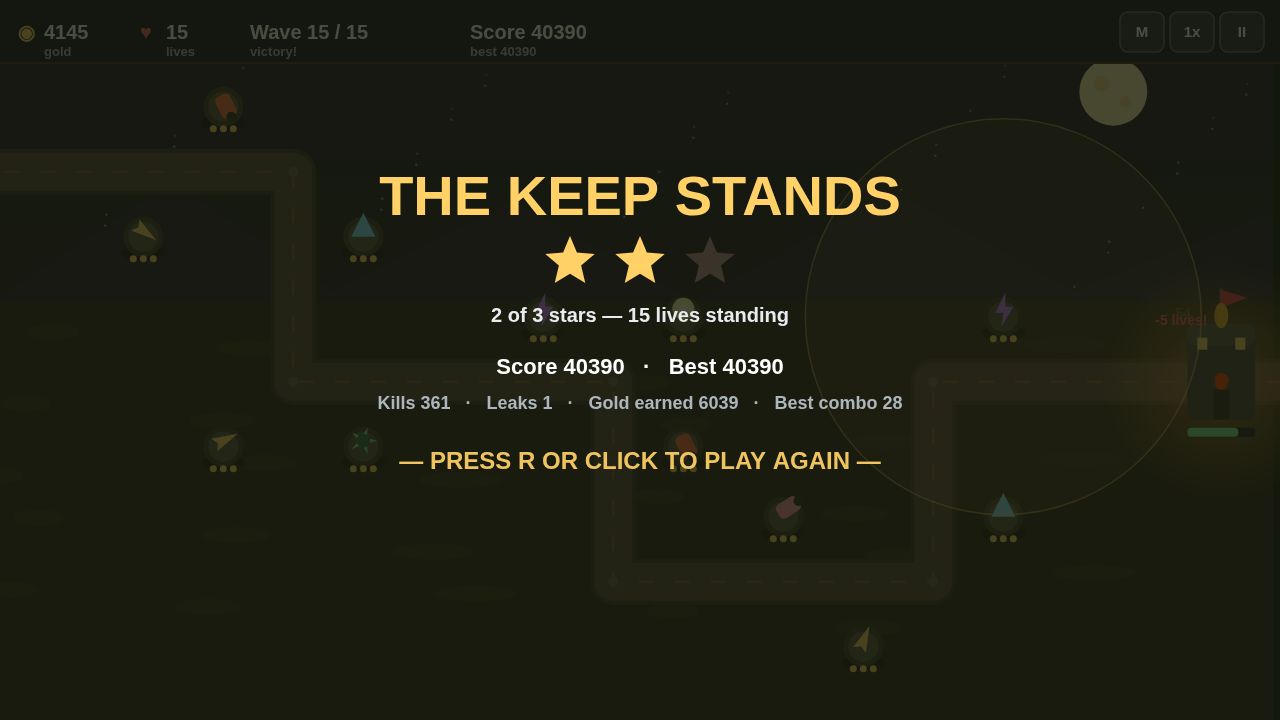 4145
gold
15
lives
Wave 15 / 15
victory!
Score 40390
best 40390
M
1x
II
THE KEEP STANDS
-5 lives!
2 of 3 stars — 15 lives standing
Score 40390 · Best 40390
Kills 361 · Leaks 1 · Gold earned 6039 · Best combo 28
— PRESS R OR CLICK TO PLAY AGAIN —